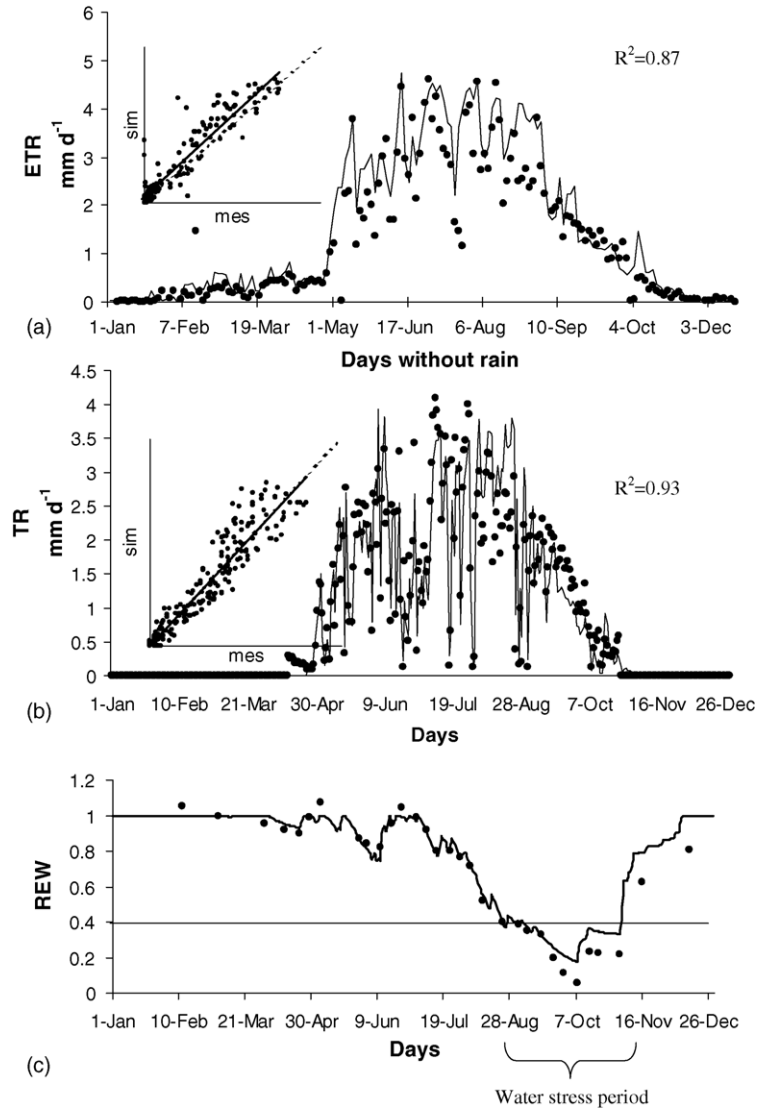 6
5
4
3
2
1
0
ETR
mm d-1
R2=0.87
sim
mes
1-Jan 7-Feb 19-Mar 1-May 17-Jun 6-Aug 10-Sep 4-Oct 3-Dec
(a)
Days without rain
4.5
4
3.5
3
2.5
2
1.5
1
0.5
0
TR
mm d-1
R2=0.93
sim
mes
1-Jan 10-Feb 21-Mar 30-Apr 9-Jun 19-Jul 28-Aug 7-Oct 16-Nov 26-Dec
(b)
Days
1.2
1
0.8
0.6
0.4
0.2
0
REW
1-Jan 10-Feb 21-Mar 30-Apr 9-Jun 19-Jul 28-Aug 7-Oct 16-Nov 26-Dec
(c)
Days
Water stress period